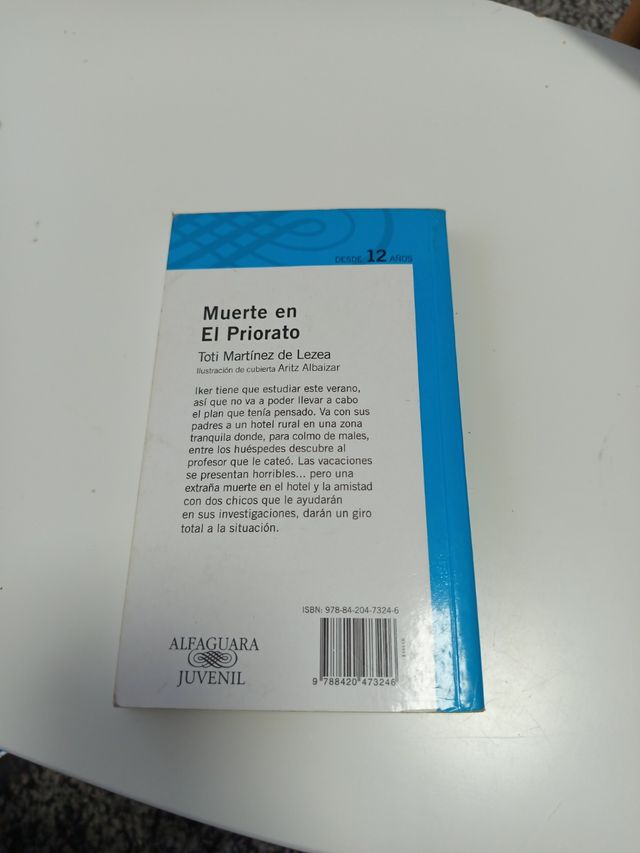 DESDE 12 AÑOS
Muerte en
El Priorato
Toti Martínez de Lezea
Ilustración de cubierta Aritz Albaizar
Iker tiene que estudiar este verano,
así que no va a poder llevar a cabo
el plan que tenía pensado. Va con sus
padres a un hotel rural en una zona
tranquila donde, para colmo de males,
entre los huéspedes descubre al
profesor que le cateó. Las vacaciones
se presentan horribles... pero una
extraña muerte en el hotel y la amistad
con dos chicos que le ayudarán
en sus investigaciones, darán un giro
total a la situación.
ISBN: 978-84-204-7324-6
ALFAGUARA
JUVENIL
9 788420 473246